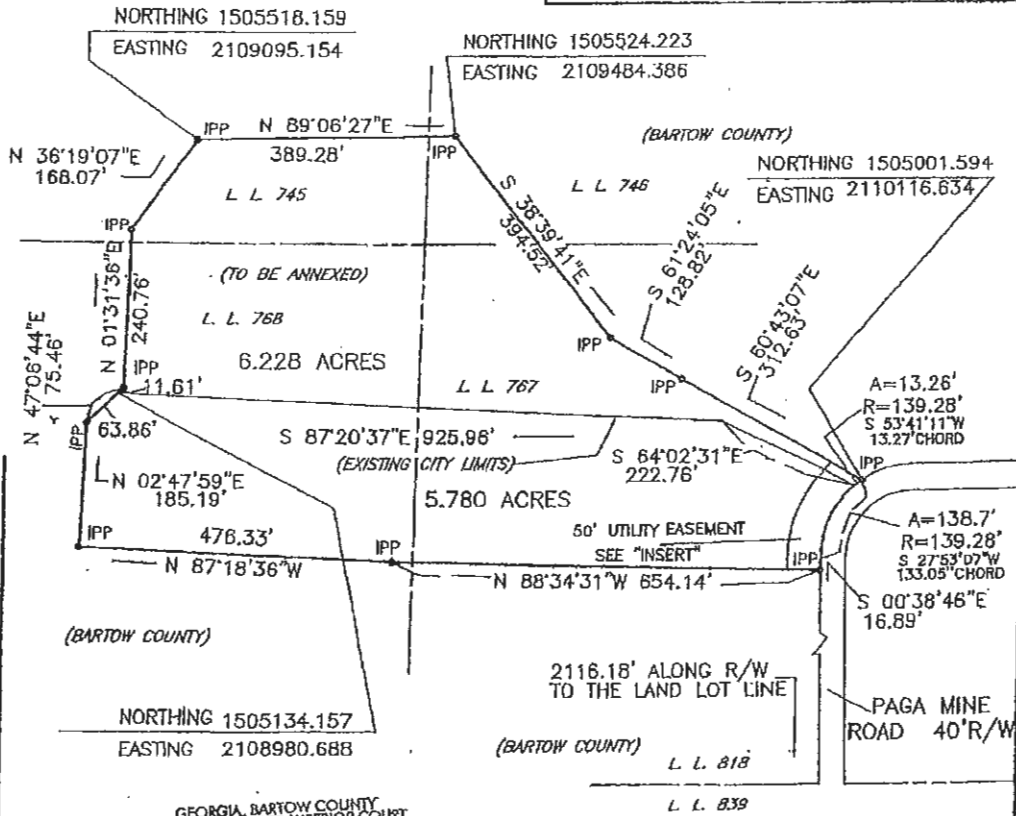 NORTHING 1505518.159
EASTING 2109095.154
NORTHING 1505524.223
EASTING 2109484.386
IPP
N 89°06'27"E
389.28'
IPP
(BARTOW COUNTY)
NORTHING 1505001.594
EASTING 2110116.634
N 36°19'07"E
168.07'
L L 745
L L 746
S 38°39'41"E
394.52'
S 61°24'05"E
128.82'
S 60°43'07"E
312.63'
IPP
(TO BE ANNEXED)
N 01°31'36"E
240.76'
L. L. 768
6.228 ACRES
IPP
N 47°06'44"E
75.46'
IPP
11.61'
L L 767
A=13.26'
R=139.28'
S 53°41'11"W
13.27'CHORD
63.86'
IPP
S 87°20'37"E 925.96'
(EXISTING CITY LIMITS)
S 64°02'31"E
222.76'
IPP
N 02°47'59"E
185.19'
5.780 ACRES
476.33'
IPP
IPP
50' UTILITY EASEMENT
SEE "INSERT"
IPP
A=138.7'
R=139.28'
S 27°53'07"W
133.05"CHORD
N 87°18'36"W
N 88°34'31"W 654.14'
S 00°38'46"E
16.89'
(BARTOW COUNTY)
2116.18' ALONG R/W
TO THE LAND LOT LINE
PAGA MINE
ROAD 40'R/W
NORTHING 1505134.157
EASTING 2108980.688
(BARTOW COUNTY)
L. L. 818
L L. 839
GEORGIA, BARTOW COUNTY